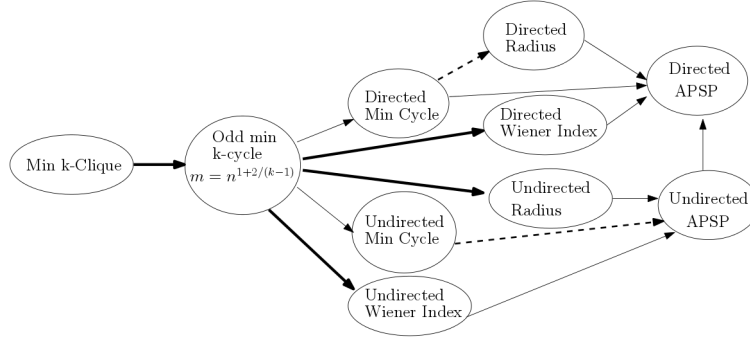 Directed
Radius
Directed
APSP
Directed
Min Cycle
Directed
Wiener Index
Odd min
k-cycle
m = n^{1+2/(k−1)}
Min k-Clique
Undirected
Radius
Undirected
APSP
Undirected
Min Cycle
Undirected
Wiener Index